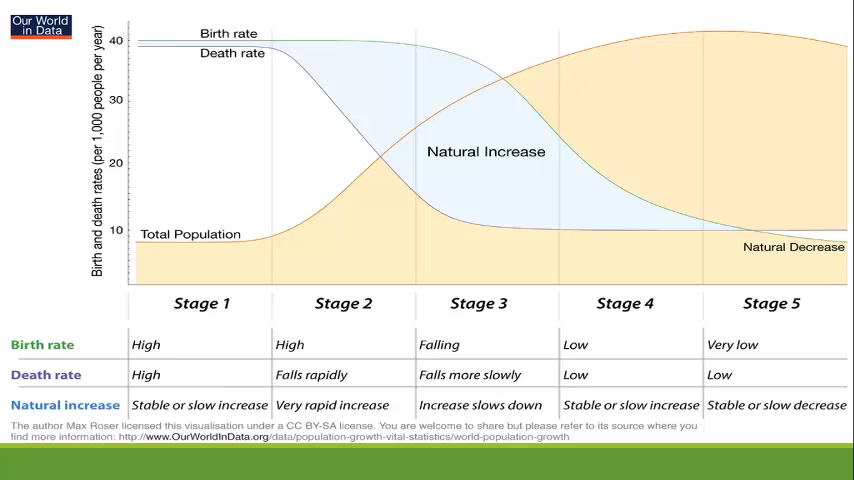 Our World
in Data
Birth and death rates (per 1,000 people per year)
40
30
20
10
Birth rate
Death rate
Natural Increase
Total Population
Natural Decrease
Stage 1 Stage 2 Stage 3 Stage 4 Stage 5
Birth rate High High Falling Low Very low
Death rate High Falls rapidly Falls more slowly Low Low
Natural increase Stable or slow increase Very rapid increase Increase slows down Stable or slow increase Stable or slow decrease
The author Max Roser licensed this visualisation under a CC BY-SA license. You are welcome to share but please refer to its source where you
find more information: http://www.OurWorldInData.org/data/population-growth-vital-statistics/world-population-growth